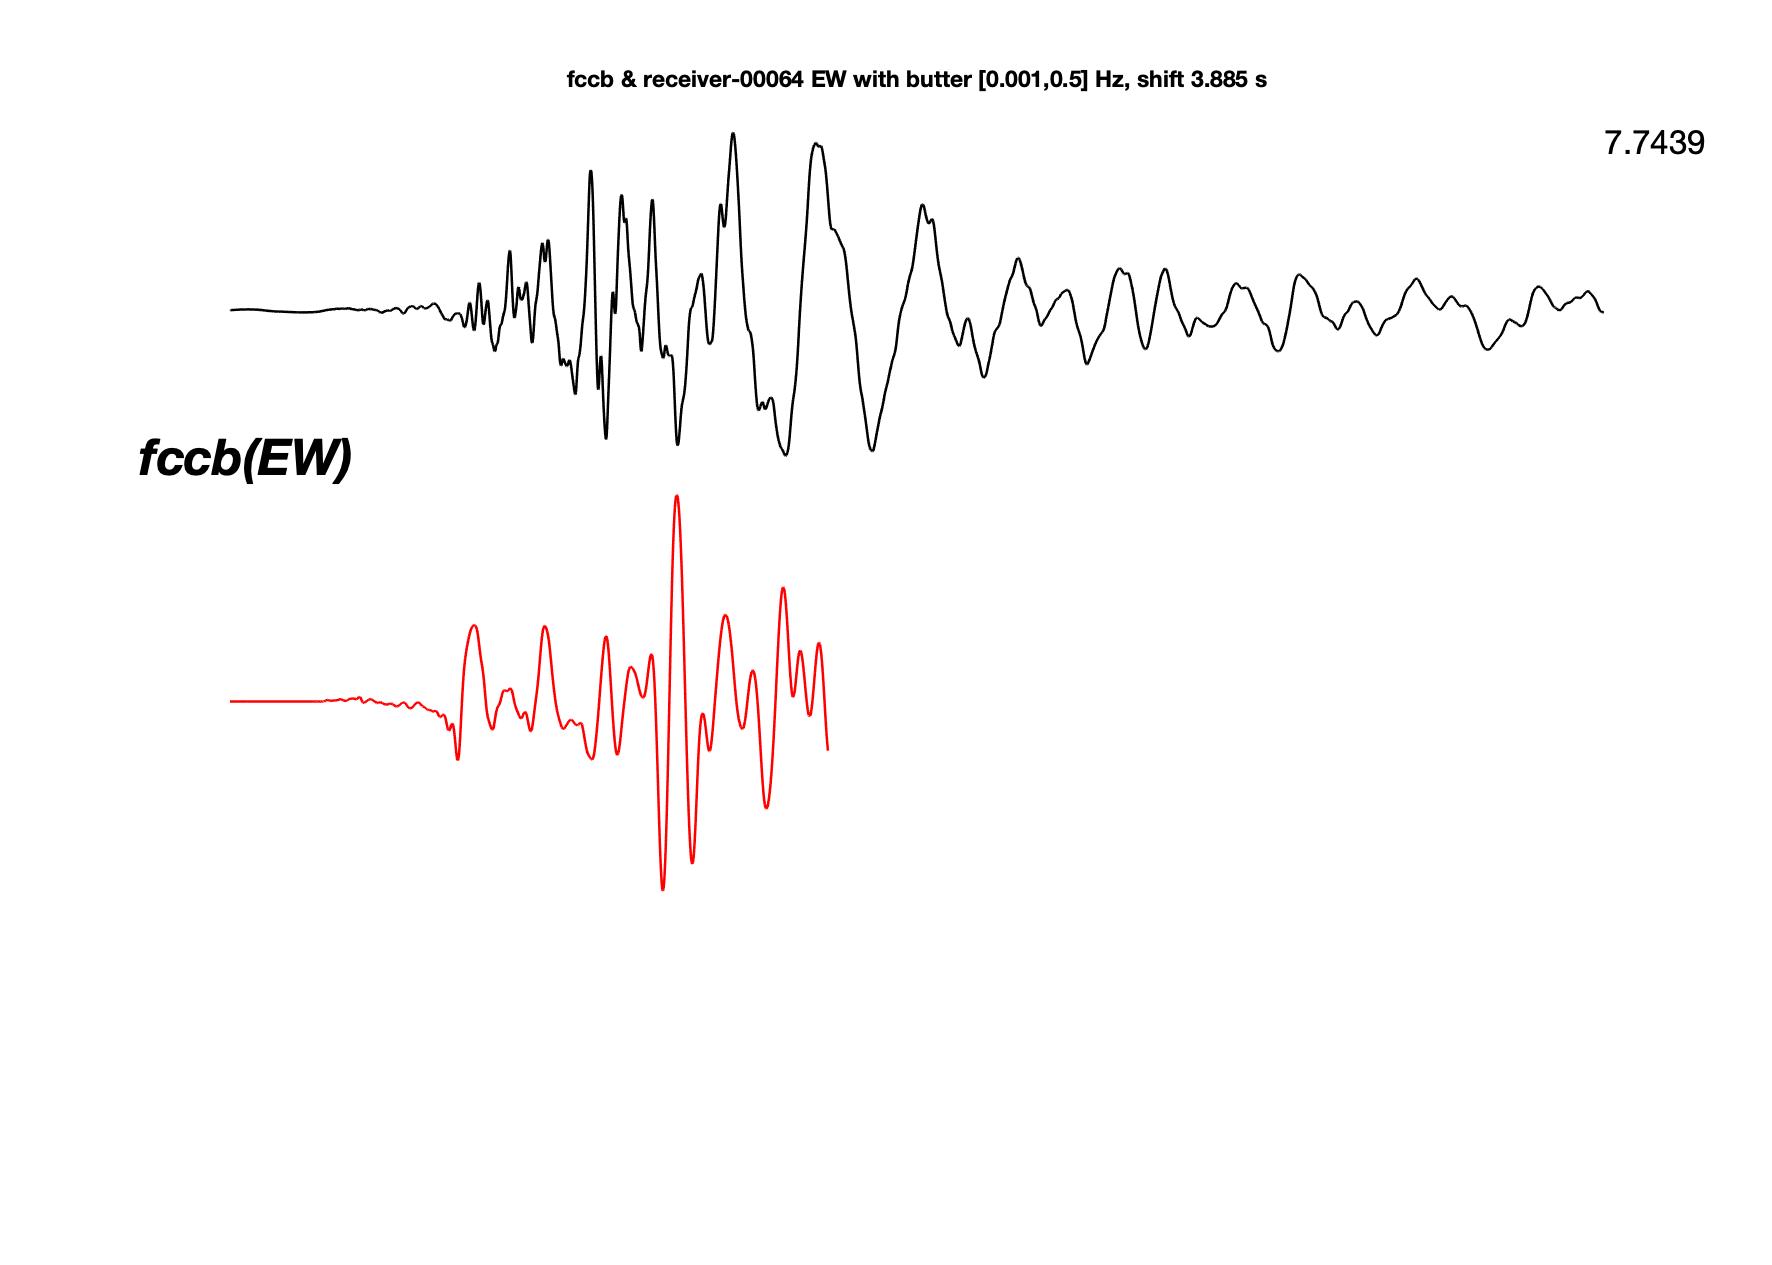 fccb & receiver-00064 EW with butter [0.001,0.5] Hz, shift 3.885 s
7.7439
fccb(EW)